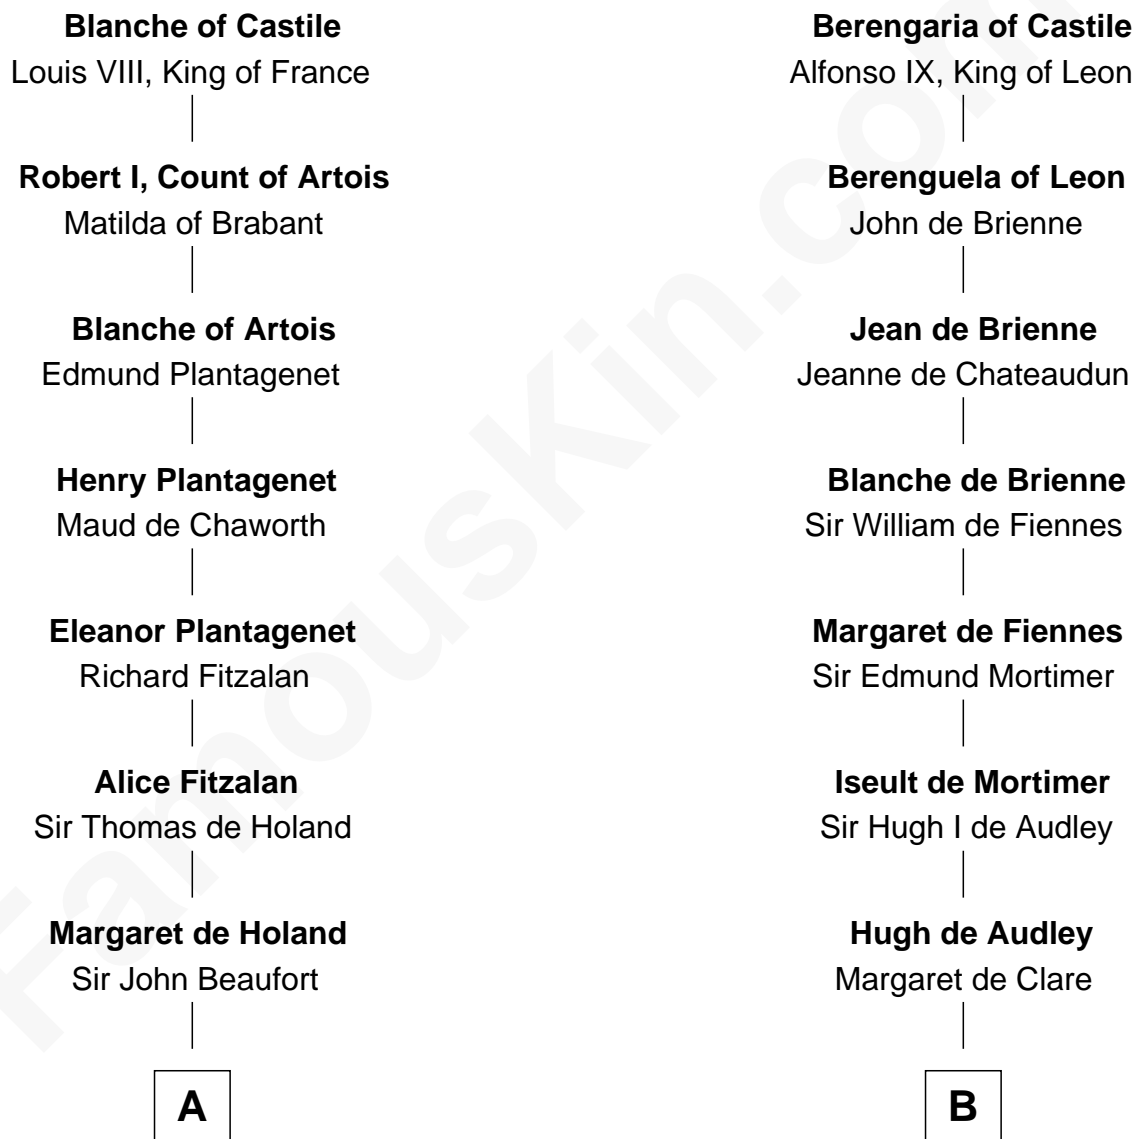 Blanche of Castile
Louis VIII, King of France
Robert I, Count of Artois
Matilda of Brabant
Blanche of Artois
Edmund Plantagenet
Henry Plantagenet
Maud de Chaworth
Eleanor Plantagenet
Richard Fitzalan
Alice Fitzalan
Sir Thomas de Holand
Margaret de Holand
Sir John Beaufort
A
Berengaria of Castile
Alfonso IX, King of Leon
Berenguela of Leon
John de Brienne
Jean de Brienne
Jeanne de Chateaudun
Blanche de Brienne
Sir William de Fiennes
Margaret de Fiennes
Sir Edmund Mortimer
Iseult de Mortimer
Sir Hugh I de Audley
Hugh de Audley
Margaret de Clare
B
FamousKin.com